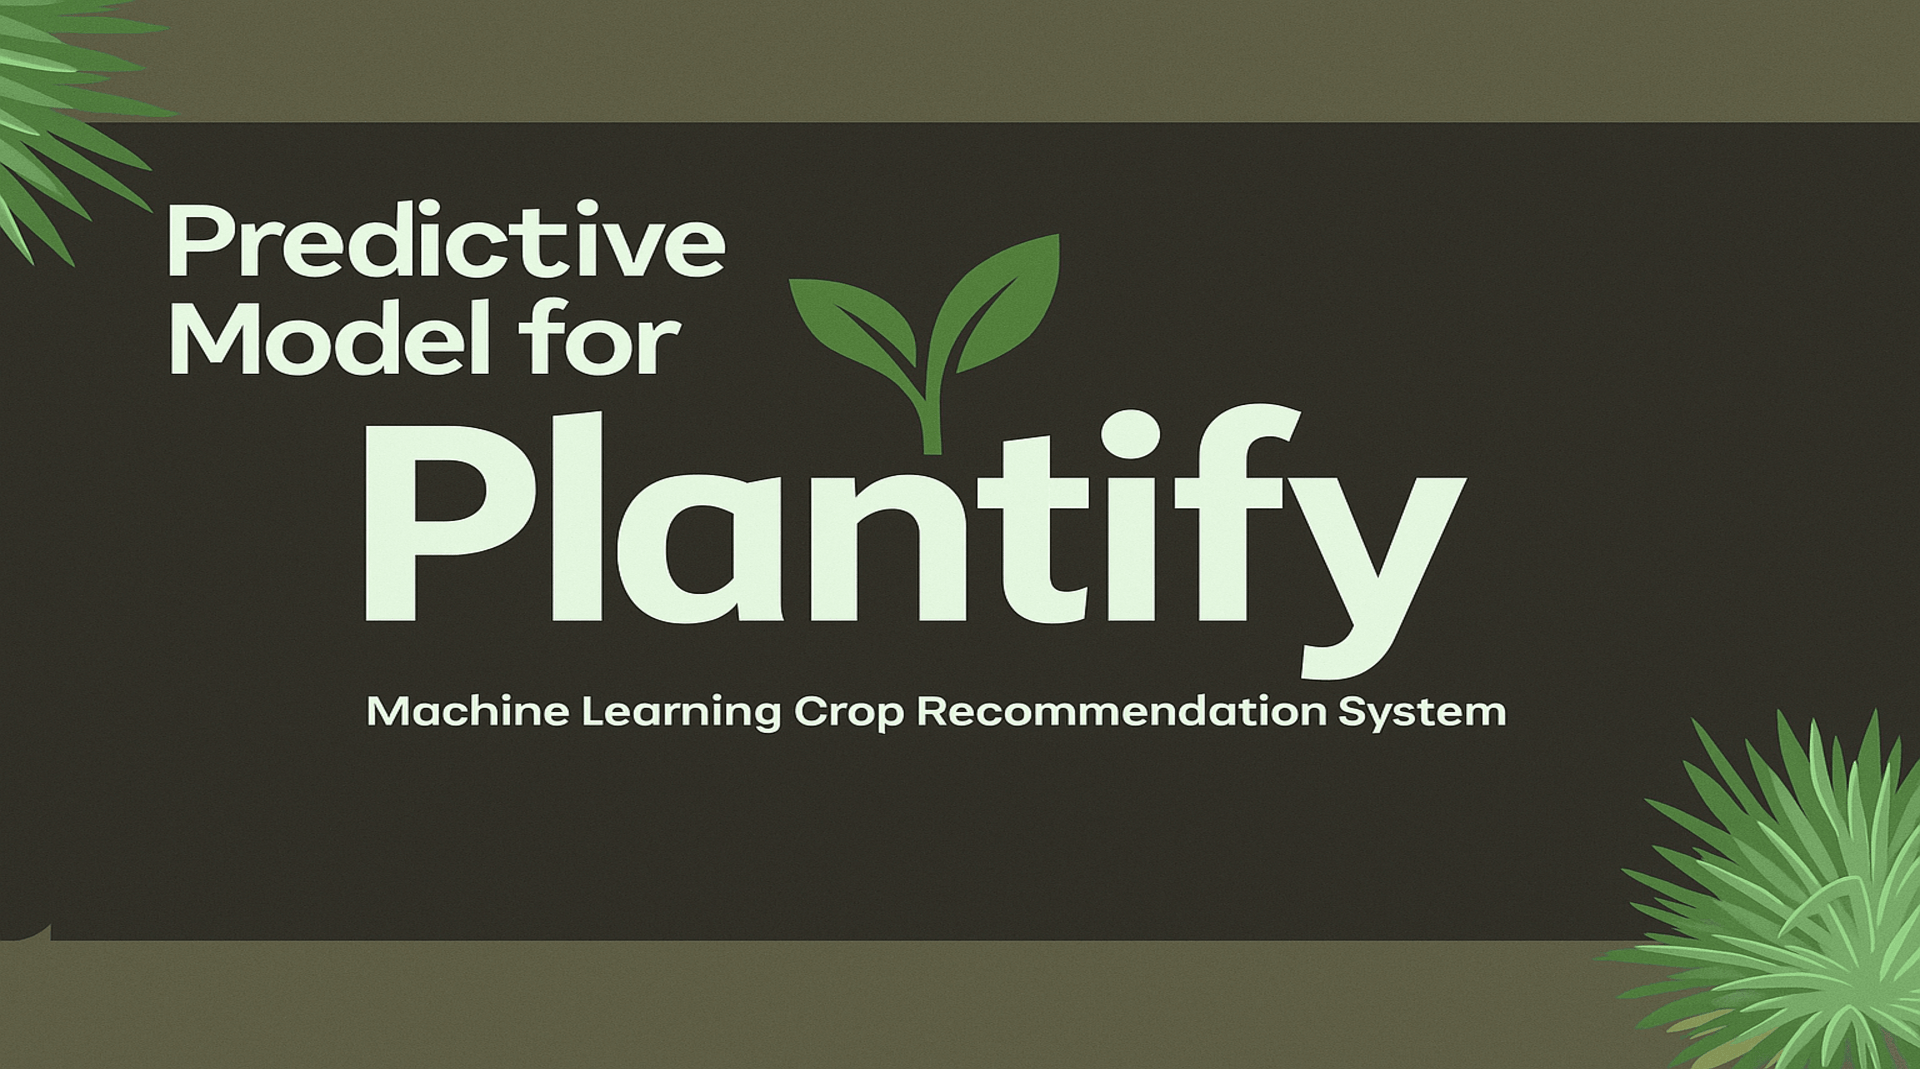 Predictive
Model for
Plantify
Machine Learning Crop Recommendation System